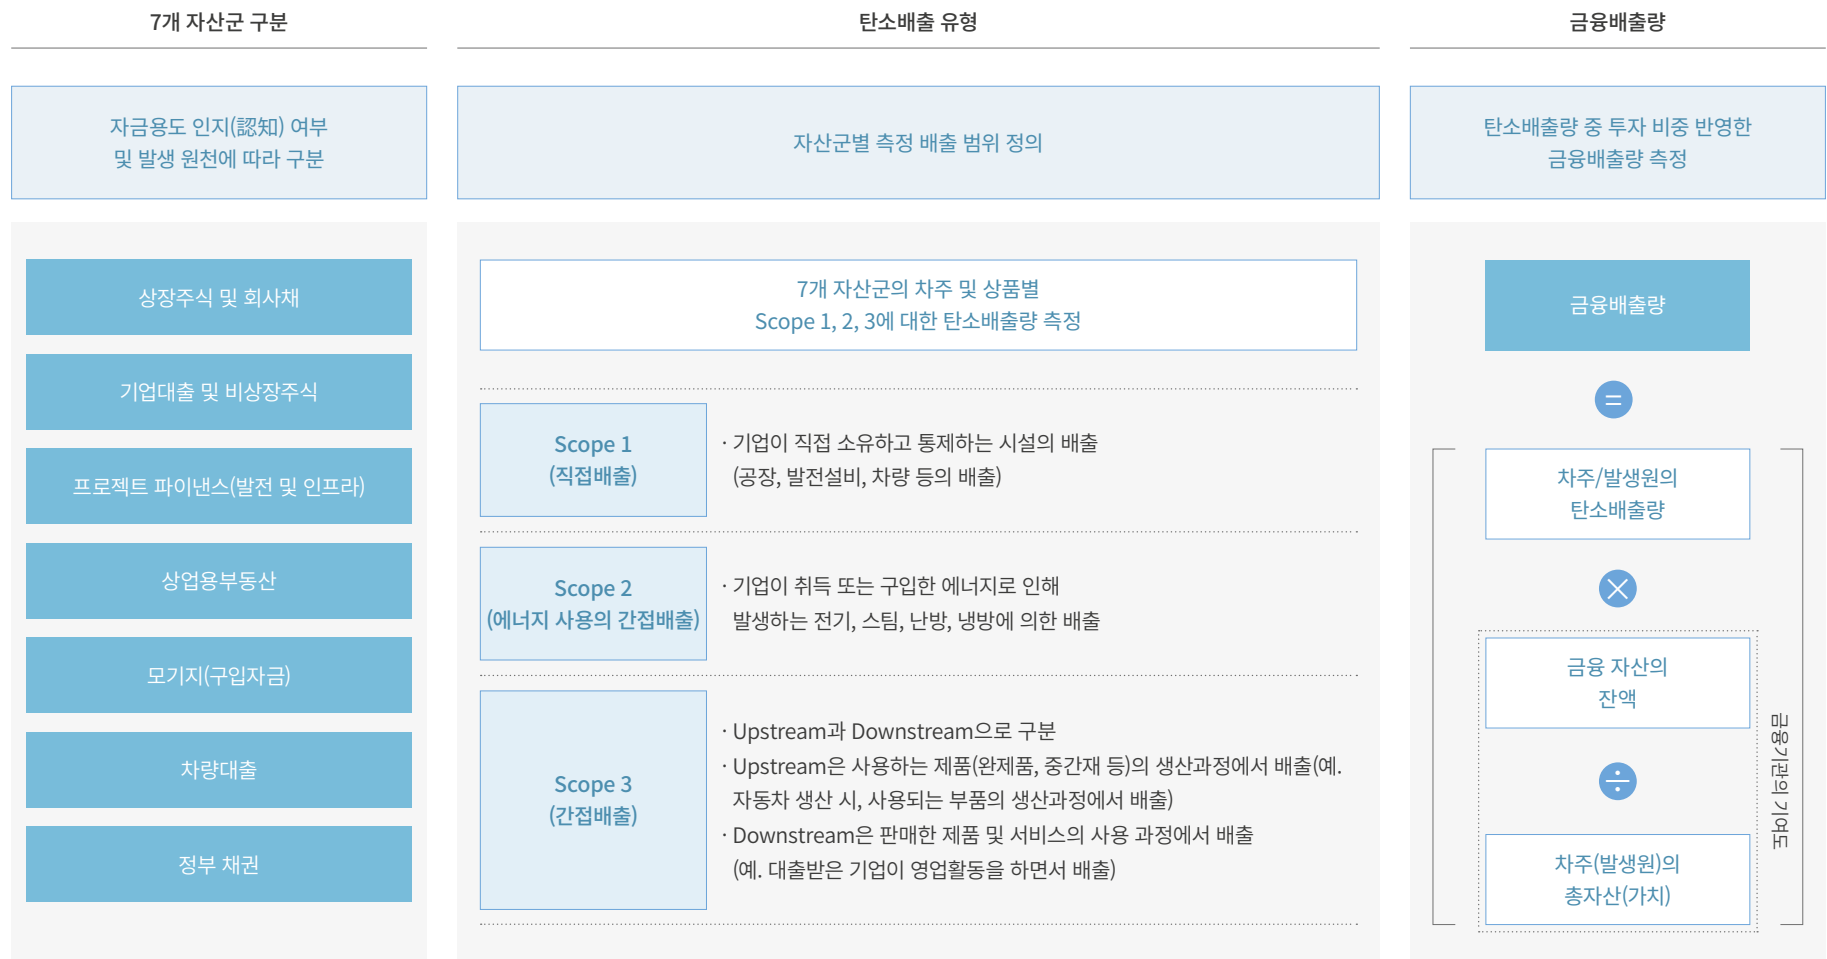 7개 자산군 구분
자금용도 인지(認知) 여부
및 발생 원천에 따라 구분
상장주식 및 회사채
기업대출 및 비상장주식
프로젝트 파이낸스(발전 및 인프라)
상업용부동산
모기지(구입자금)
차량대출
정부 채권
탄소배출 유형
자산군별 측정 배출 범위 정의
7개 자산군의 차주 및 상품별
Scope 1, 2, 3에 대한 탄소배출량 측정
Scope 1
(직접배출)
· 기업이 직접 소유하고 통제하는 시설의 배출
(공장, 발전설비, 차량 등의 배출)
Scope 2
(에너지 사용의 간접배출)
· 기업이 취득 또는 구입한 에너지로 인해
발생하는 전기, 스팀, 난방, 냉방에 의한 배출
Scope 3
(간접배출)
· Upstream과 Downstream으로 구분
· Upstream은 사용하는 제품(완제품, 중간재 등)의 생산과정에서 배출(예.
자동차 생산 시, 사용되는 부품의 생산과정에서 배출)
· Downstream은 판매한 제품 및 서비스의 사용 과정에서 배출
(예. 대출받은 기업이 영업활동을 하면서 배출)
금융배출량
탄소배출량 중 투자 비중 반영한
금융배출량 측정
금융배출량
=
차주/발생원의
탄소배출량
×
금융 자산의
잔액
÷
차주(발생원)의
총자산(가치)
금융기관의 기여도